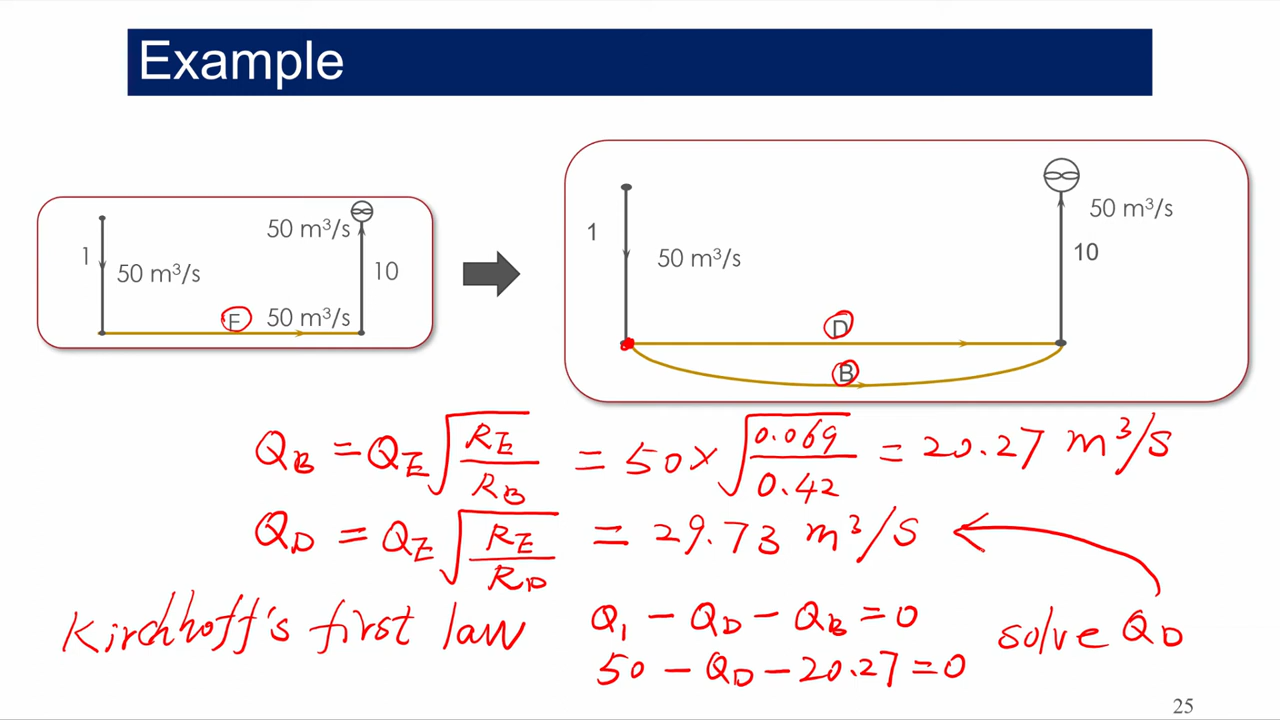 Example
50 m³/s
1
50 m³/s
10
E 50 m³/s
50 m³/s
1
50 m³/s
10
D
B
Q_B = Q_E √(R_E/R_B) = 50 × √(0.069/0.42) = 20.27 m³/s
Q_D = Q_E √(R_E/R_D) = 29.73 m³/s
Kirchhoff's first law Q₁ − Q_D − Q_B = 0 solve Q_D
50 − Q_D − 20.27 = 0
25